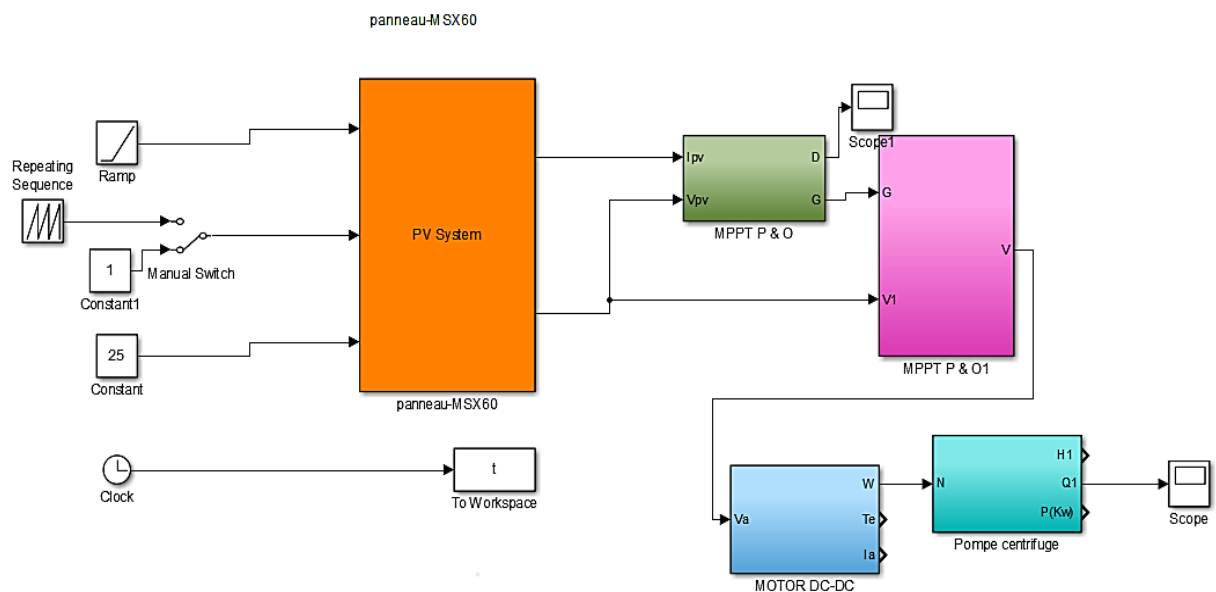 panneau-MSX60
Repeating
Sequence
Ramp
1
Constant1
Manual Switch
25
Constant
PV System
panneau-MSX60
Ipv
Vpv
D
G
MPPT P & O
Scope1
G
V1
V
MPPT P & O1
Clock
t
To Workspace
Va
W
Te
Ia
MOTOR DC-DC
N
H1
Q1
P(Kw)
Pompe centrifuge
Scope